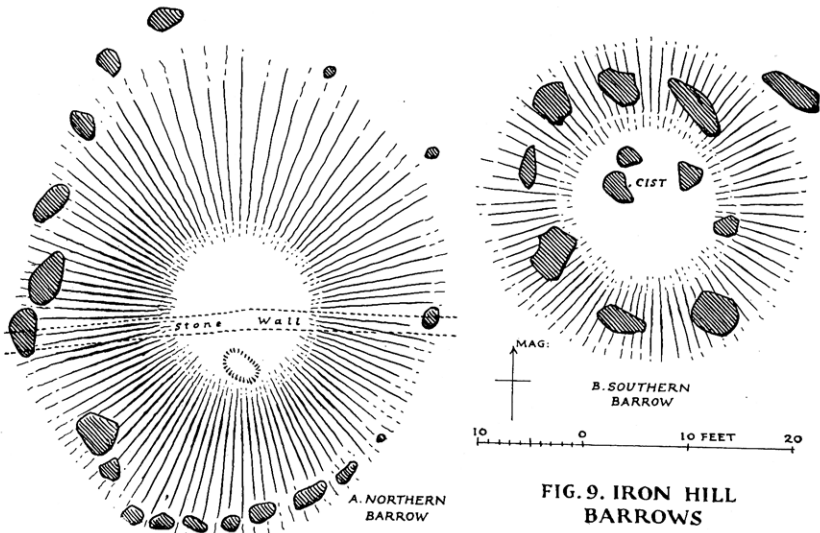 Stone Wall
A. NORTHERN
BARROW
CIST
MAG:
B. SOUTHERN
BARROW
10 0 10 FEET 20
FIG. 9. IRON HILL
BARROWS